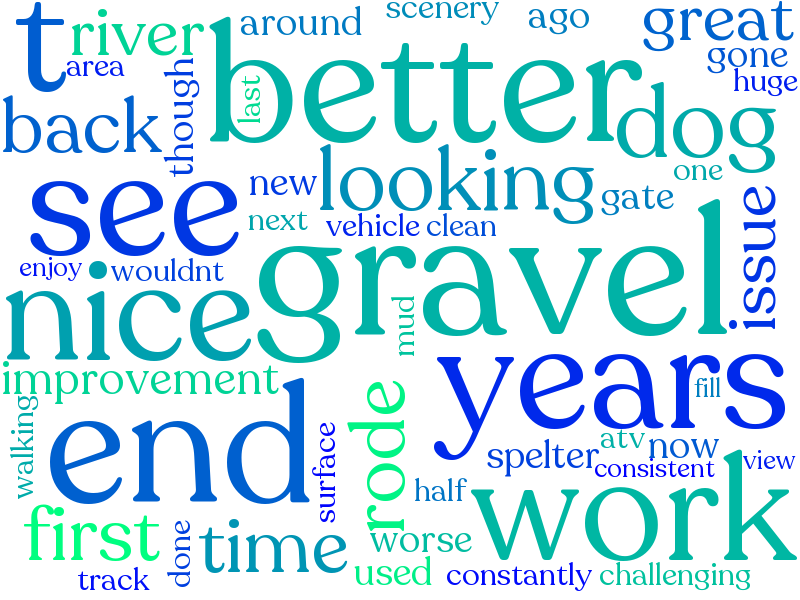 t
river
around
scenery
ago
great
area
better
gone
huge
back
though
last
dog
see
new
looking
one
gate
issue
next
vehicle
clean
enjoy
wouldnt
nice
gravel
mud
improvement
years
fill
walking
end
surface
rode
spelter
atv
now
consistent
view
half
work
first
done
time
worse
track
used
constantly
challenging